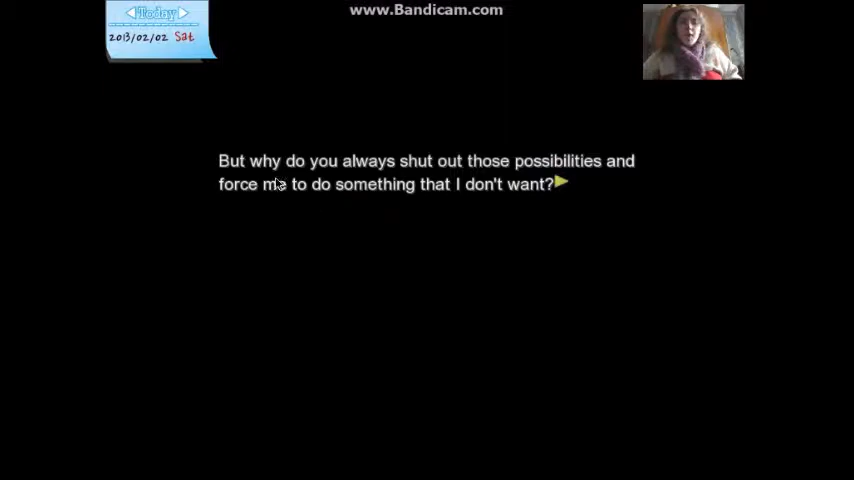 www.Bandicam.com
Today
2013/02/02 Sat
But why do you always shut out those possibilities and
force me to do something that I don't want?